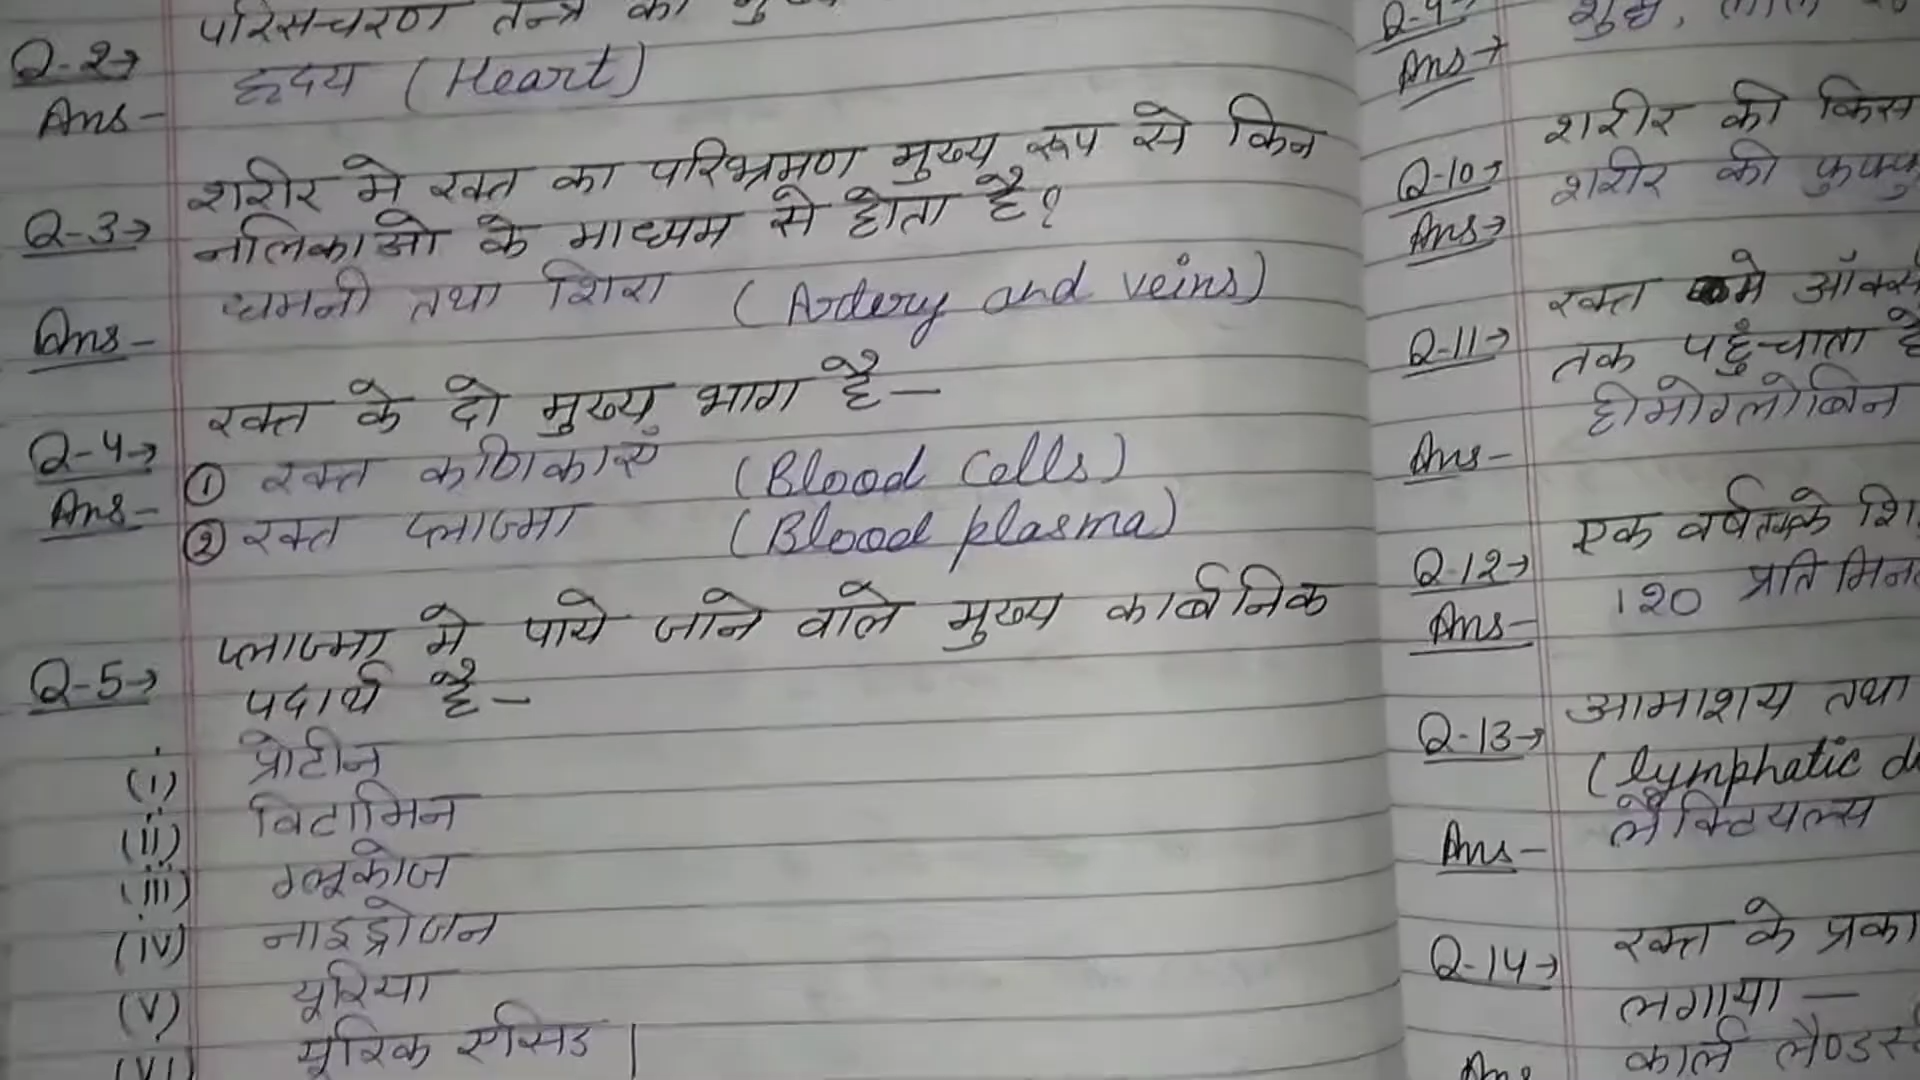 परिसंचरण तन्त्र का
Q-2→
हृदय (Heart)
Ans-
Q-3→ शरीर मे रक्त का परिभ्रमण मुख्य रूप से किन
नलिकाओ के माध्यम से होता है?
Ans- धमनी तथा शिरा (Artery and veins)
Q-4→ रक्त के दो मुख्य भाग है–
Ans- ① रक्त कणिकाएं (Blood Cells)
② रक्त प्लाज्मा (Blood plasma)
Q-5→ प्लाज्मा मे पाये जाने वाले मुख्य कार्बनिक
पदार्थ है–
(i) प्रोटीन
(ii) विटामिन
(iii) ग्लूकोज
(iv) नाइट्रोजन
(v) यूरिया
(vi) यूरिक एसिड |
Q-9
Ans→ शुद्ध, लाल
Q-10→ शरीर की किस
Ans→ शरीर की
Q-11→ रक्त मे
तक पहुँचाता है
Ans- हीमोग्लोबिन
Q-12→ एक वर्ष तक के
Ans- 120 प्रति
Q-13→ आमाशय तथा
(lymphatic
Ans- लैक्टियल्स
Q-14→ रक्त के
लगाया –
Ans कार्ल